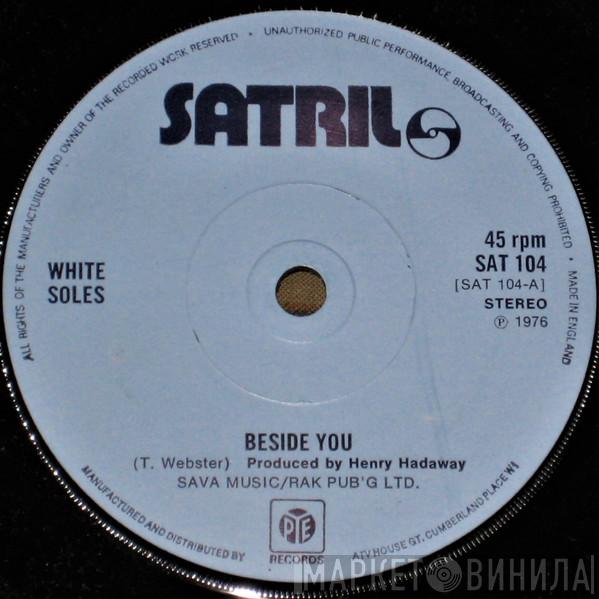 ALL RIGHTS OF THE MANUFACTURERS AND OWNER OF THE RECORDED WORK RESERVED • UNAUTHORIZED PUBLIC PERFORMANCE BROADCASTING AND COPYING PROHIBITED • MADE IN ENGLAND
SATRIL
WHITE
SOLES
45 rpm
SAT 104
[SAT 104-A]
STEREO
℗ 1976
BESIDE YOU
(T. Webster) Produced by Henry Hadaway
SAVA MUSIC/RAK PUB'G LTD.
MANUFACTURED AND DISTRIBUTED BY
PYE
RECORDS
ATV HOUSE GT. CUMBERLAND PLACE W1
МАРКЕТ ВИНИЛА